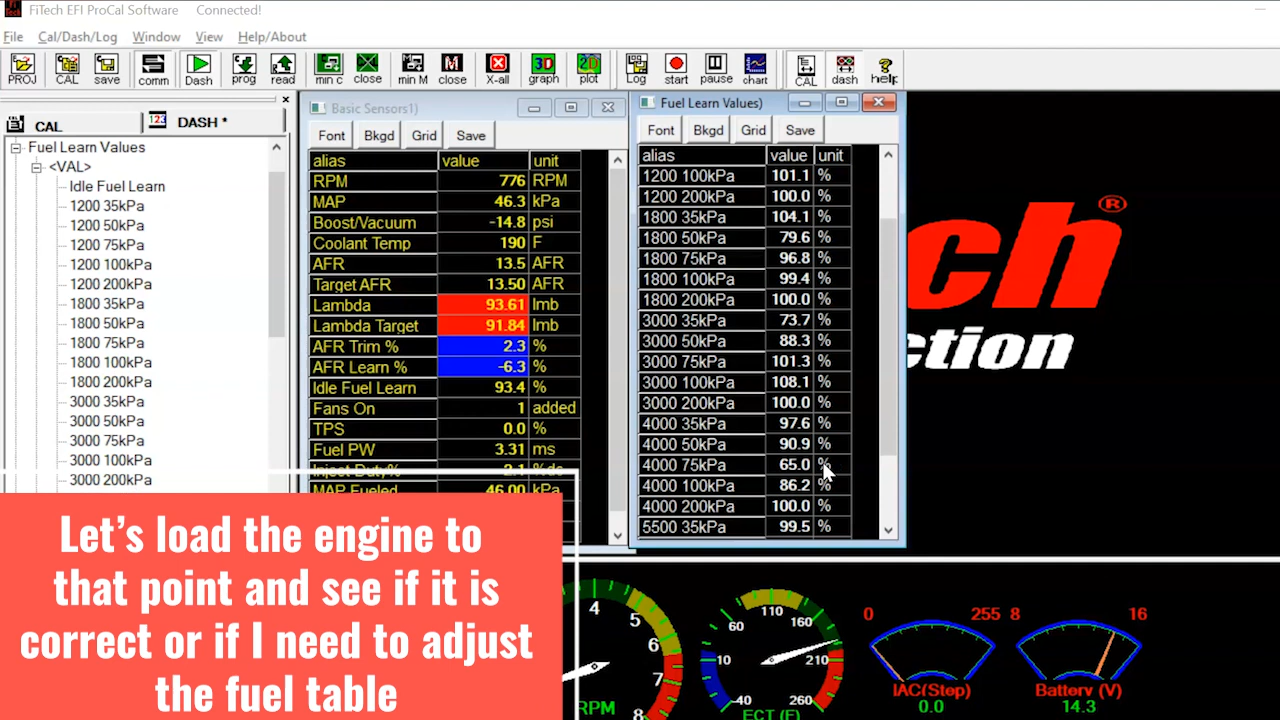 FiTech EFI ProCal Software Connected!
File Cal/Dash/Log Window View Help/About
PROJ CAL save comm Dash prog read min c close min M close X-all 3D graph 2D plot Log start pause chart CAL dash help
CAL 123 DASH *
Fuel Learn Values
<VAL>
Idle Fuel Learn
1200 35kPa
1200 50kPa
1200 75kPa
1200 100kPa
1200 200kPa
1800 35kPa
1800 50kPa
1800 75kPa
1800 100kPa
1800 200kPa
3000 35kPa
3000 50kPa
3000 75kPa
3000 100kPa
3000 200kPa
Basic Sensors1)
Font Bkgd Grid Save
alias value unit
RPM 776 RPM
MAP 46.3 kPa
Boost/Vacuum -14.8 psi
Coolant Temp 190 F
AFR 13.5 AFR
Target AFR 13.50 AFR
Lambda 93.61 lmb
Lambda Target 91.84 lmb
AFR Trim % 2.3 %
AFR Learn % -6.3 %
Idle Fuel Learn 93.4 %
Fans On 1 added
TPS 0.0 %
Fuel PW 3.31 ms
Inject Duty% 2.1
MAP Fueled 46.00 kPa
Fuel Learn Values)
Font Bkgd Grid Save
alias value unit
1200 100kPa 101.1 %
1200 200kPa 100.0 %
1800 35kPa 104.1 %
1800 50kPa 79.6 %
1800 75kPa 96.8 %
1800 100kPa 99.4 %
1800 200kPa 100.0 %
3000 35kPa 73.7 %
3000 50kPa 88.3 %
3000 75kPa 101.3 %
3000 100kPa 108.1 %
3000 200kPa 100.0 %
4000 35kPa 97.6 %
4000 50kPa 90.9 %
4000 75kPa 65.0 %
4000 100kPa 86.2 %
4000 200kPa 100.0 %
5500 35kPa 99.5 %
ch ®
ction
Let's load the engine to
that point and see if it is
correct or if I need to adjust
the fuel table
4 5 6 7 8
RPM
-40 10 60 110 160 210 260
ECT (F)
0 255
IAC(Step)
0.0
8 16
Battery (V)
14.3